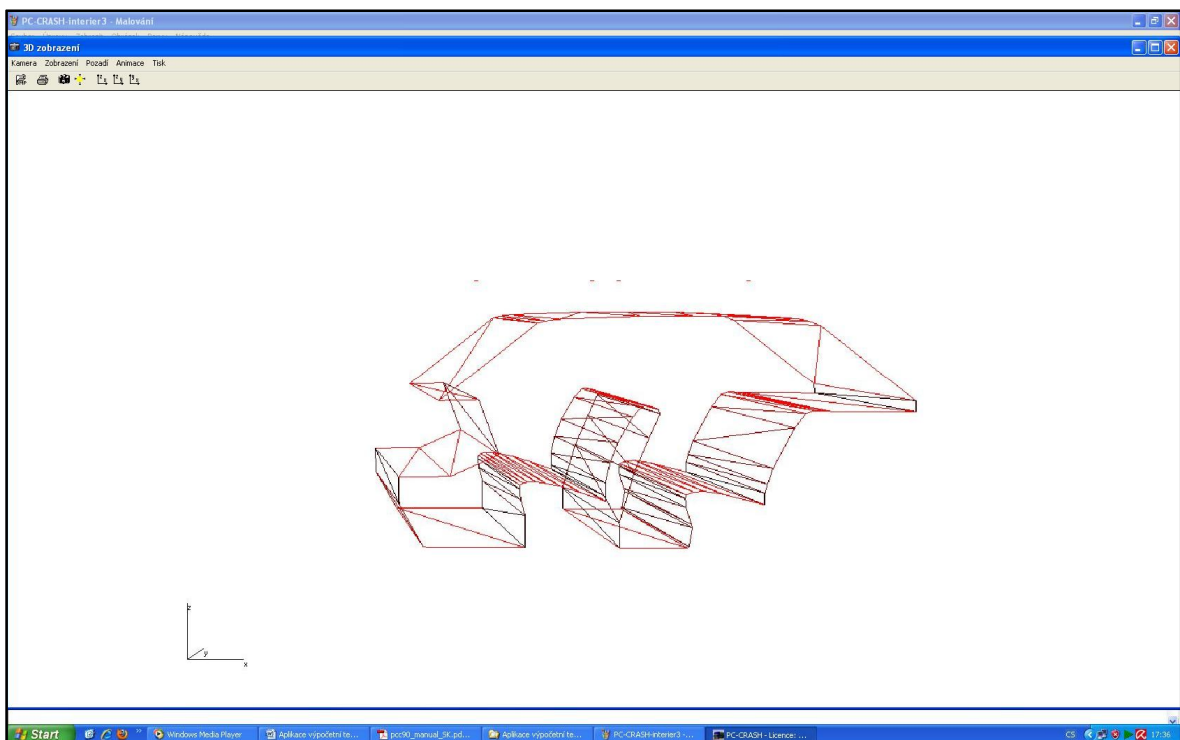 PC-CRASH-interier3 - Malování
3D zobrazení
Kamera Zobrazení Pozadí Animace Tisk
z
y
x
Start Windows Media Player Aplikace výpočetní te... pcc90_manual_SK.pd... Aplikace výpočetní te... PC-CRASH-interier3 -... PC-CRASH - Licence: ... CS 17:36